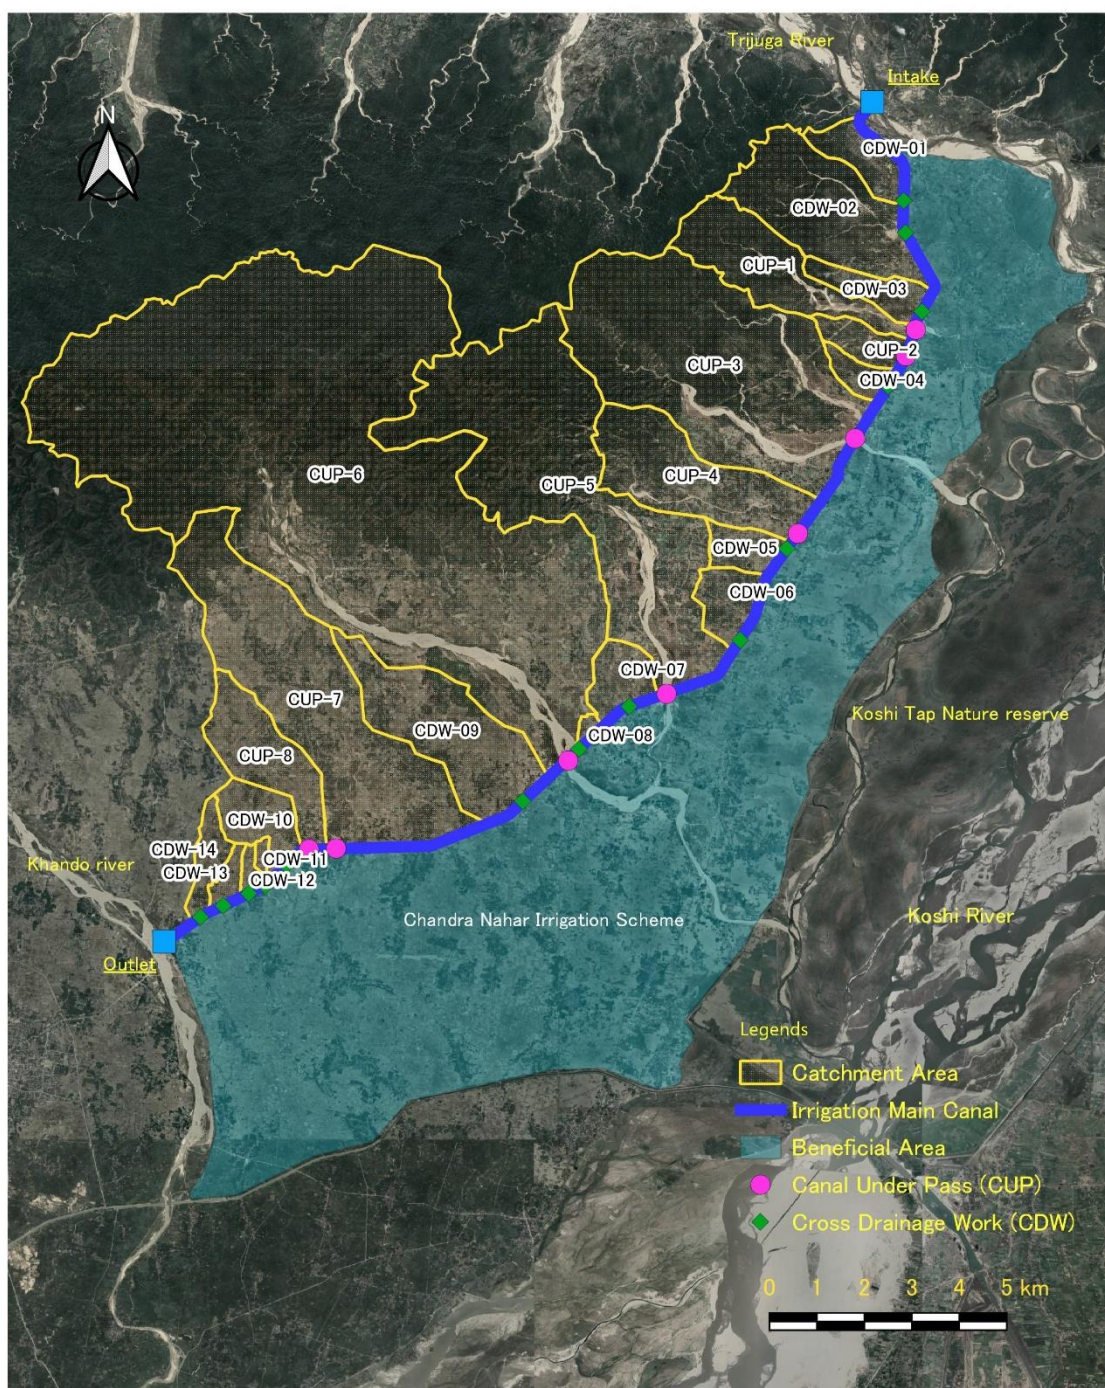 Trijuga River
Intake
N
CDW-01
CDW-02
CUP-1
CDW-03
CUP-2
CUP-3
CDW-04
CUP-6
CUP-5
CUP-4
CDW-05
CDW-06
CDW-07
CUP-7
Koshi Tap Nature reserve
CDW-09
CDW-08
CUP-8
CDW-10
CDW-14
CDW-11
Khando river
CDW-13
CDW-12
Chandra Nahar Irrigation Scheme
Koshi River
Outlet
Legends
Catchment Area
Irrigation Main Canal
Beneficial Area
Canal Under Pass (CUP)
Cross Drainage Work (CDW)
0 1 2 3 4 5 km